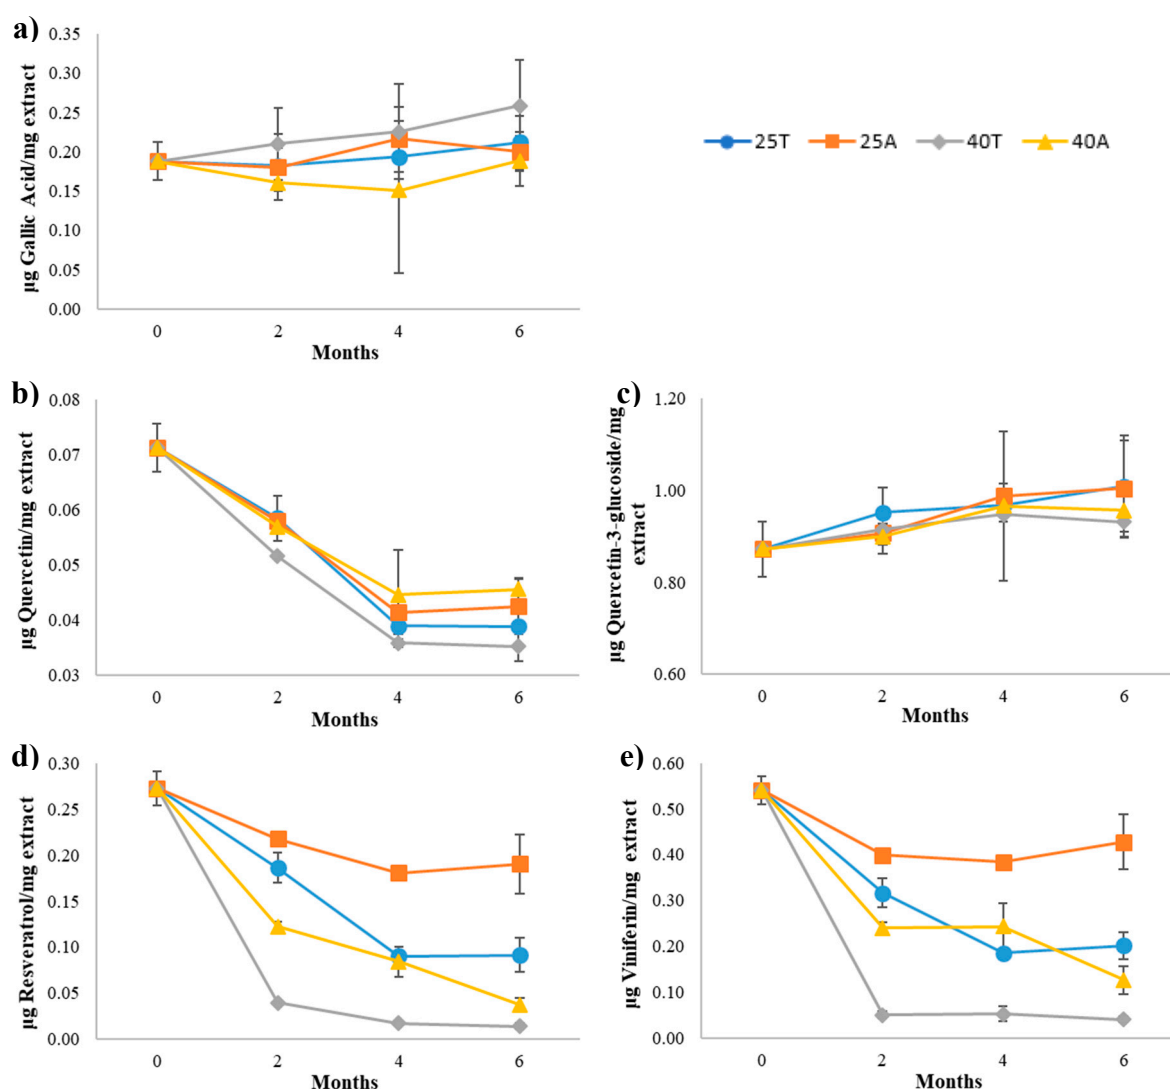 a)
µg Gallic Acid/mg extract
0.35
0.30
0.25
0.20
0.15
0.10
0.05
0.00
0 2 4 6
Months
25T 25A 40T 40A
b)
µg Quercetin/mg extract
0.08
0.07
0.06
0.05
0.04
0.03
0 2 4 6
Months
c)
µg Quercetin-3-glucoside/mg
extract
1.20
1.00
0.80
0.60
0 2 4 6
Months
d)
µg Resveratrol/mg extract
0.30
0.25
0.20
0.15
0.10
0.05
0.00
0 2 4 6
Months
e)
µg Viniferin/mg extract
0.60
0.50
0.40
0.30
0.20
0.10
0.00
0 2 4 6
Months